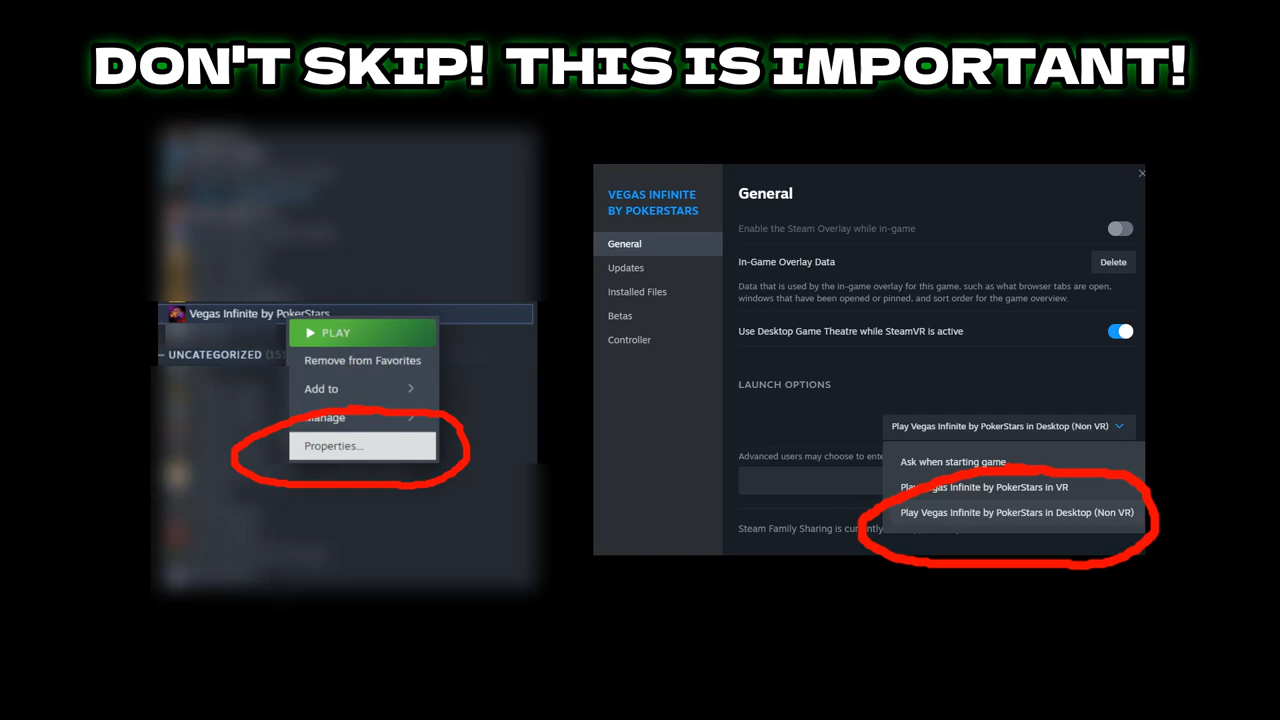 DON'T SKIP! THIS IS IMPORTANT!
Vegas Infinite by PokerStars
PLAY
UNCATEGORIZED (151
Remove from Favorites
Add to
Manage
Properties...
VEGAS INFINITE
BY POKERSTARS
General
Updates
Installed Files
Betas
Controller
General
Enable the Steam Overlay while in-game
In-Game Overlay Data
Delete
Data that is used by the in-game overlay for this game, such as what browser tabs are open,
windows that have been opened or pinned, and sort order for the game overview.
Use Desktop Game Theatre while SteamVR is active
LAUNCH OPTIONS
Play Vegas Infinite by PokerStars in Desktop (Non VR)
Ask when starting game
Play Vegas Infinite by PokerStars in VR
Play Vegas Infinite by PokerStars in Desktop (Non VR)
Advanced users may choose to ente
Steam Family Sharing is currently